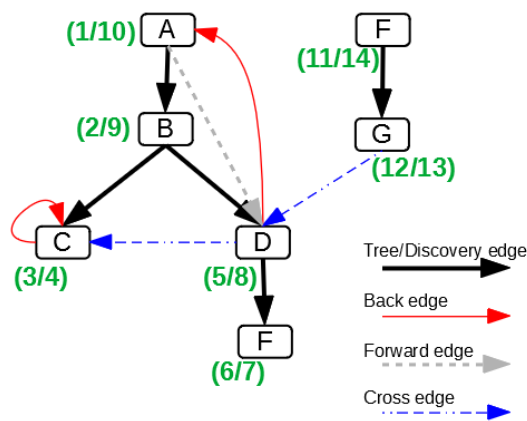 A
F
(1/10)
(11/14)
B
G
(2/9)
(12/13)
C
D
(3/4)
(5/8)
F
(6/7)
Tree/Discovery edge
Back edge
Forward edge
Cross edge